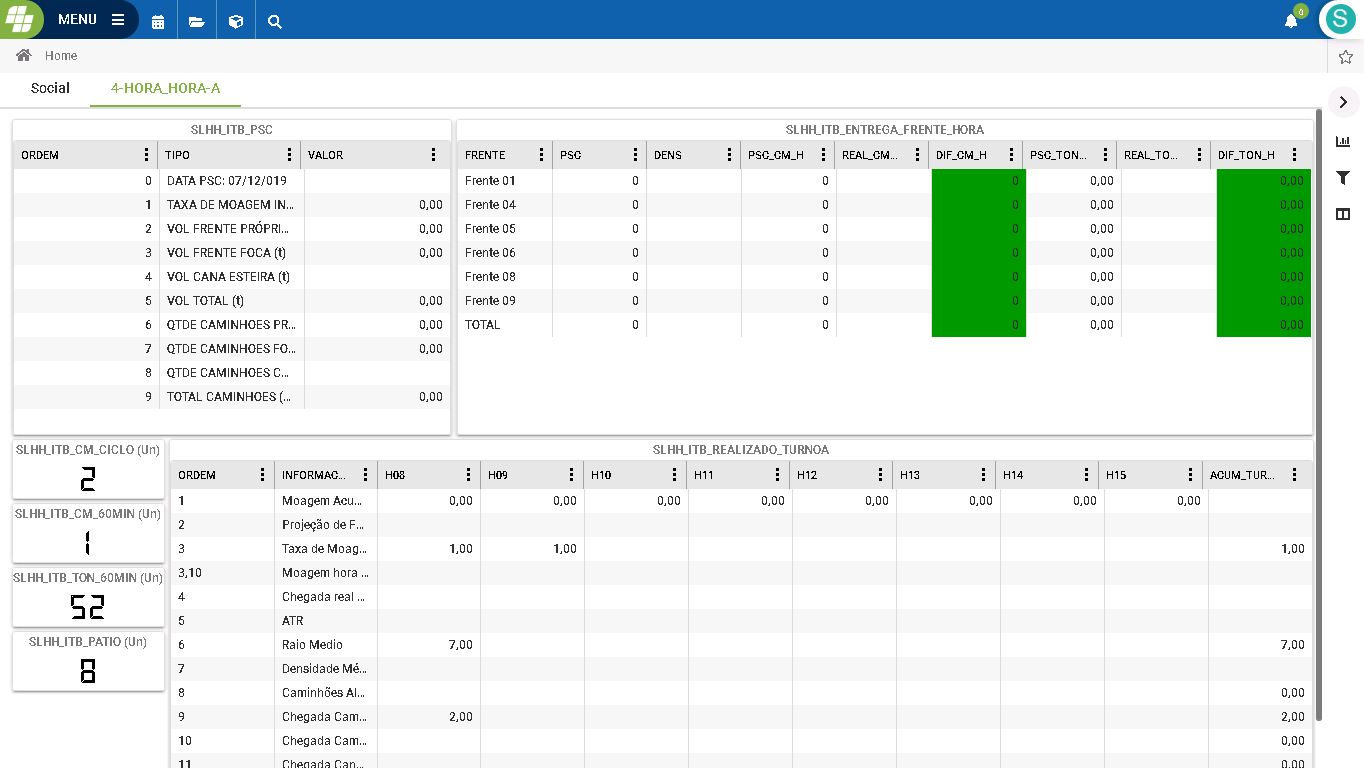 MENU
0
S
Home
Social 4-HORA_HORA-A
SLHH_ITB_PSC
ORDEM TIPO VALOR
0 DATA PSC: 07/12/019
1 TAXA DE MOAGEM IN... 0,00
2 VOL FRENTE PRÓPRI... 0,00
3 VOL FRENTE FOCA (t) 0,00
4 VOL CANA ESTEIRA (t)
5 VOL TOTAL (t) 0,00
6 QTDE CAMINHOES PR... 0,00
7 QTDE CAMINHOES FO... 0,00
8 QTDE CAMINHOES C...
9 TOTAL CAMINHOES (... 0,00
SLHH_ITB_ENTREGA_FRENTE_HORA
FRENTE PSC DENS PSC_CM_H REAL_CM... DIF_CM_H PSC_TON... REAL_TO... DIF_TON_H
Frente 01 0 0 0 0,00 0,00
Frente 04 0 0 0 0,00 0,00
Frente 05 0 0 0 0,00 0,00
Frente 06 0 0 0 0,00 0,00
Frente 08 0 0 0 0,00 0,00
Frente 09 0 0 0 0,00 0,00
TOTAL 0 0 0 0,00 0,00
SLHH_ITB_CM_CICLO (Un)
2
SLHH_ITB_CM_60MIN (Un)
1
SLHH_ITB_TON_60MIN (Un)
52
SLHH_ITB_PATIO (Un)
8
SLHH_ITB_REALIZADO_TURNOA
ORDEM INFORMAC... H08 H09 H10 H11 H12 H13 H14 H15 ACUM_TUR...
1 Moagem Acu... 0,00 0,00 0,00 0,00 0,00 0,00 0,00 0,00
2 Projeção de F...
3 Taxa de Moag... 1,00 1,00 1,00
3,10 Moagem hora ...
4 Chegada real ...
5 ATR
6 Raio Medio 7,00 7,00
7 Densidade Mé...
8 Caminhões Al... 0,00
9 Chegada Cam... 2,00 2,00
10 Chegada Cam... 0,00
11 Chegada Can... 0,00